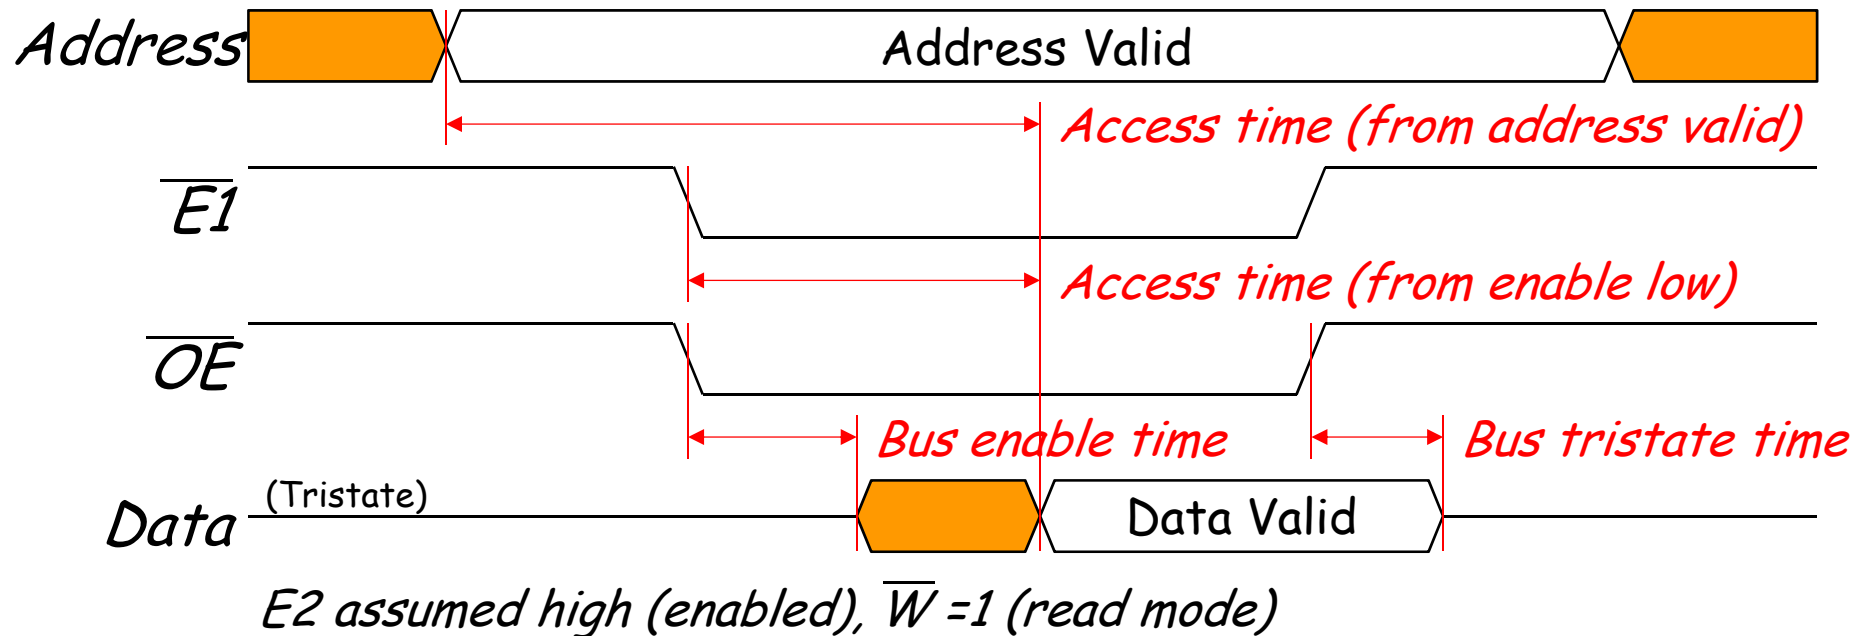 Address Address Valid
Access time (from address valid)
E1
Access time (from enable low)
OE
Bus enable time Bus tristate time
(Tristate)
Data Data Valid
E2 assumed high (enabled), W =1 (read mode)